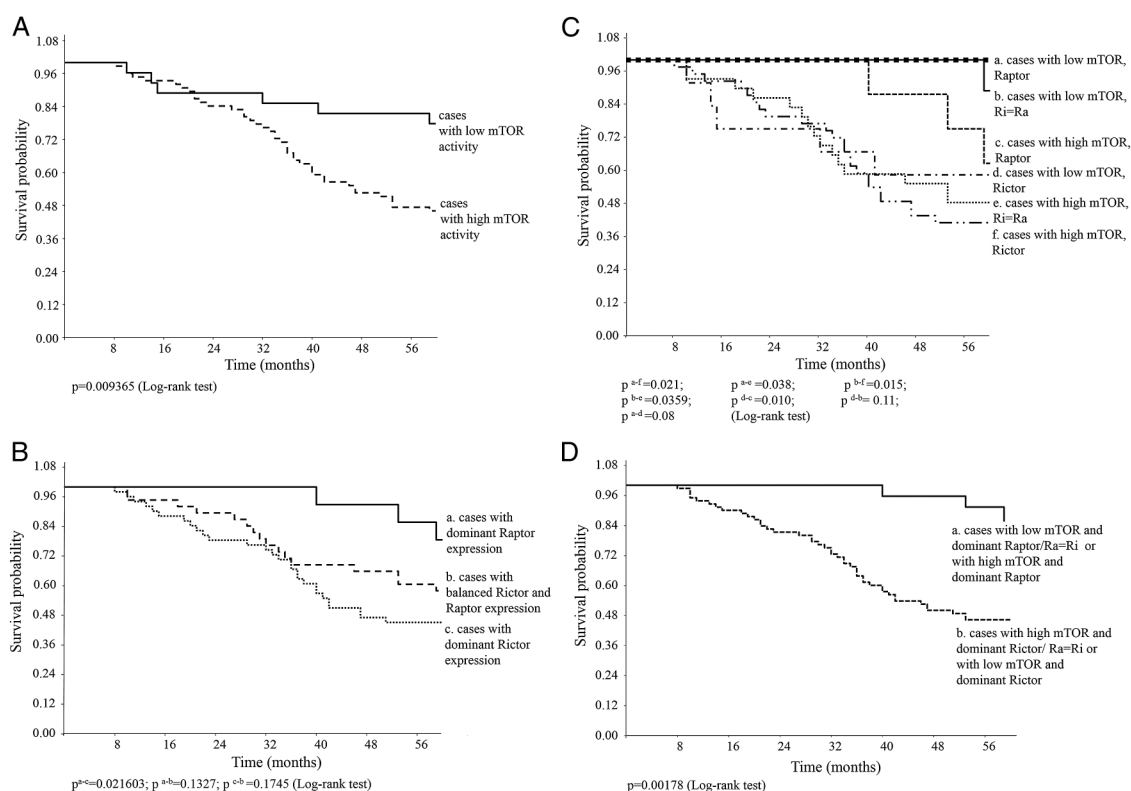 A
1.08
0.96
0.84
0.72
0.60
0.48
0.36
0.24
0.12
0.00
Survival probability
8 16 24 32 40 48 56
Time (months)
cases
with low mTOR
activity
cases
with high mTOR
activity
p=0.009365 (Log-rank test)
C
1.08
0.96
0.84
0.72
0.60
0.48
0.36
0.24
0.12
0.00
Survival probability
8 16 24 32 40 48 56
Time (months)
a. cases with low mTOR,
Raptor
b. cases with low mTOR,
Ri=Ra
c. cases with high mTOR,
Raptor
d. cases with low mTOR,
Rictor
e. cases with high mTOR,
Ri=Ra
f. cases with high mTOR,
Rictor
p a-f =0.021; p a-e =0.038; p b-f =0.015;
p b-e =0.0359; p d-c =0.010; p d-b = 0.11;
p a-d =0.08 (Log-rank test)
B
1.08
0.96
0.84
0.72
0.60
0.48
0.36
0.24
0.12
0.00
Survival probability
8 16 24 32 40 48 56
Time (months)
a. cases with
dominant Raptor
expression
b. cases with
balanced Rictor and
Raptor expression
c. cases with
dominant Rictor
expression
p a-c =0.021603; p a-b =0.1327; p c-b =0.1745 (Log-rank test)
D
1.08
0.96
0.84
0.72
0.60
0.48
0.36
0.24
0.12
0.00
Survival probability
8 16 24 32 40 48 56
Time (months)
a. cases with low mTOR and
dominant Raptor/Ra=Ri or
with high mTOR and
dominant Raptor
b. cases with high mTOR and
dominant Rictor/ Ra=Ri or
with low mTOR and
dominant Rictor
p=0.00178 (Log-rank test)